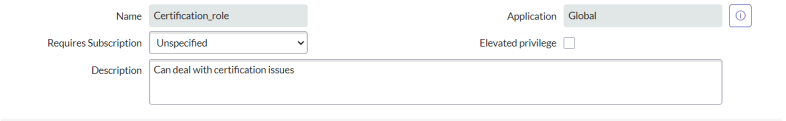 Name Certification_role Application Global
Requires Subscription Unspecified Elevated privilege
Description Can deal with certification issues